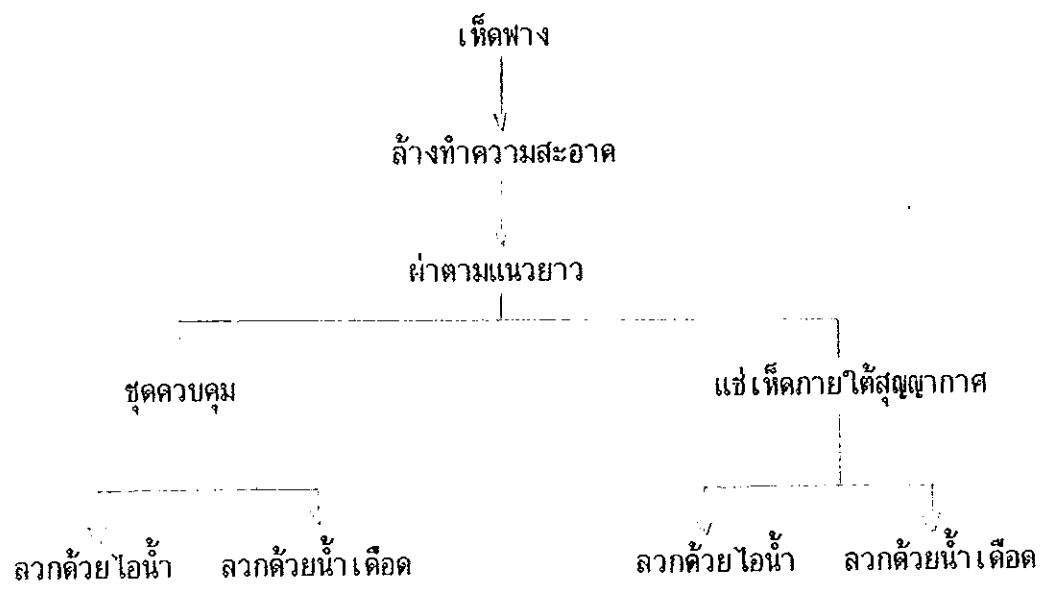 เห็ดฟาง
ล้างทำความสะอาด
ผ่าตามแนวยาว
ชุดควบคุม
แช่เห็ดภายใต้สุญญากาศ
ลวกด้วยไอน้ำ
ลวกด้วยน้ำเดือด
ลวกด้วยไอน้ำ
ลวกด้วยน้ำเดือด